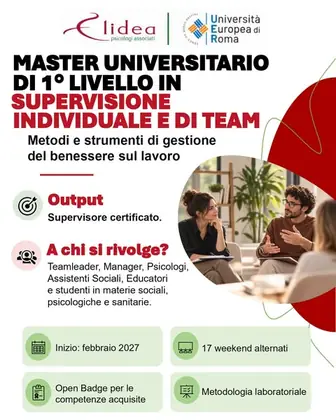 Elidea
psicologi associati
Università
Europea di
Roma
MASTER UNIVERSITARIO
DI 1° LIVELLO IN
SUPERVISIONE
INDIVIDUALE E DI TEAM
Metodi e strumenti di gestione
del benessere sul lavoro
Output
Supervisore certificato.
A chi si rivolge?
Teamleader, Manager, Psicologi,
Assistenti Sociali, Educatori
e studenti in materie sociali,
psicologiche e sanitarie.
Inizio: febbraio 2027
17 weekend alternati
Open Badge per le
competenze acquisite
Metodologia laboratoriale